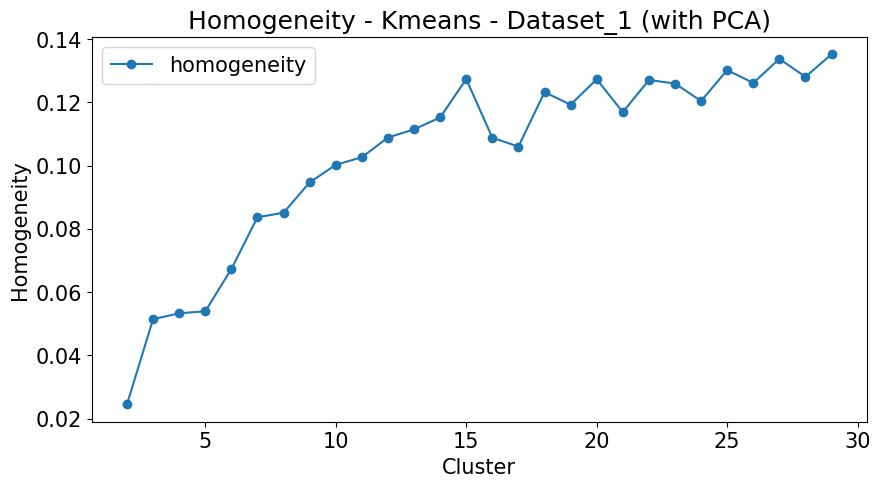 Homogeneity - Kmeans - Dataset_1 (with PCA)
homogeneity
Homogeneity
0.14
0.12
0.10
0.08
0.06
0.04
0.02
5 10 15 20 25 30
Cluster